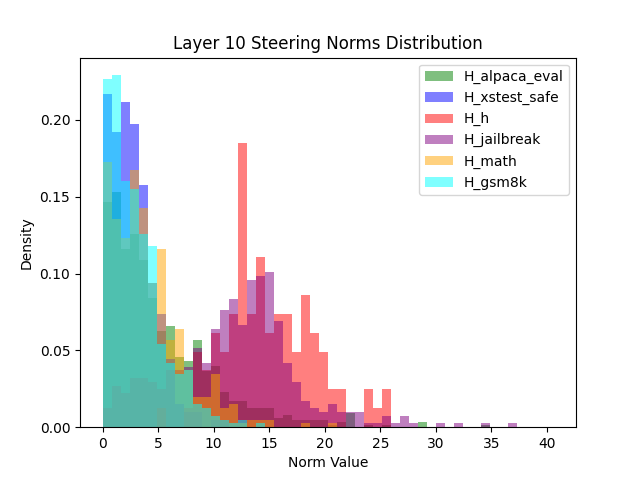 Layer 10 Steering Norms Distribution
H_alpaca_eval
H_xstest_safe
H_h
H_jailbreak
H_math
H_gsm8k
Density
0.20
0.15
0.10
0.05
0.00
0 5 10 15 20 25 30 35 40
Norm Value